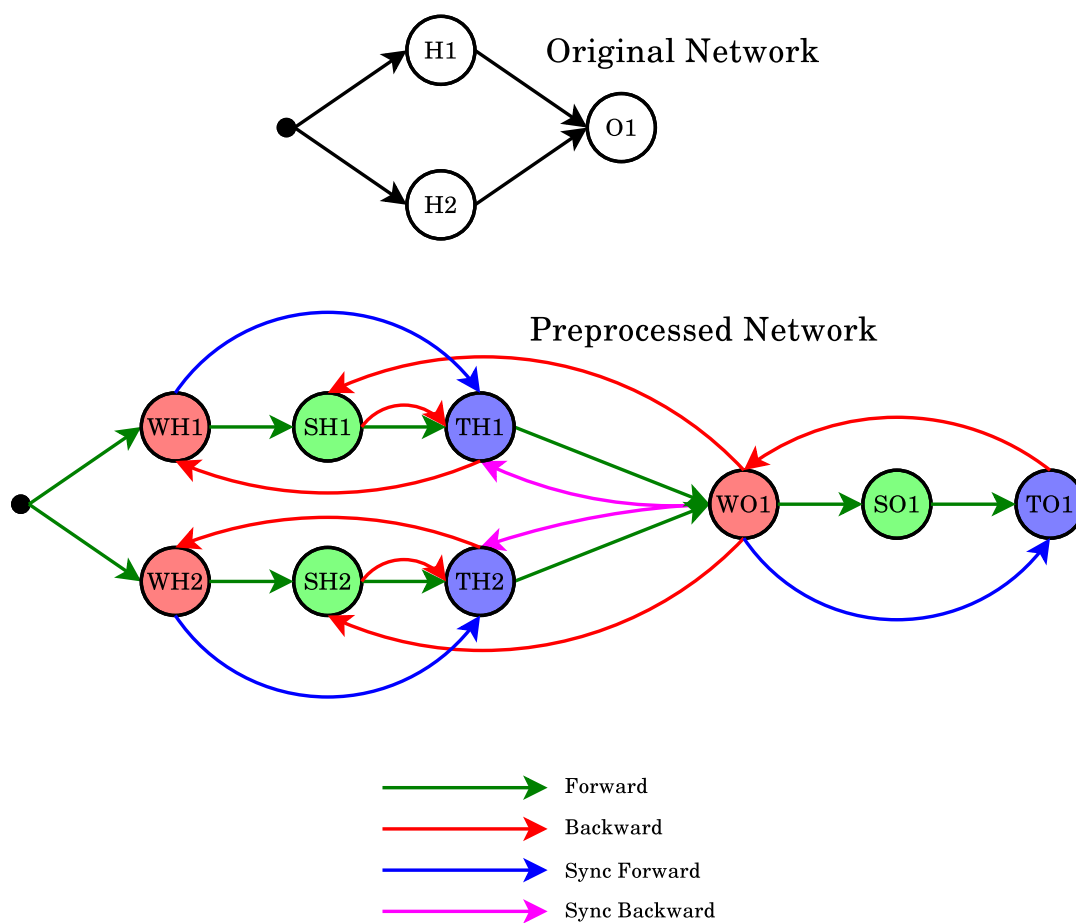 H1
Original Network
O1
H2
Preprocessed Network
WH1 SH1 TH1
WO1 SO1 TO1
WH2 SH2 TH2
Forward
Backward
Sync Forward
Sync Backward